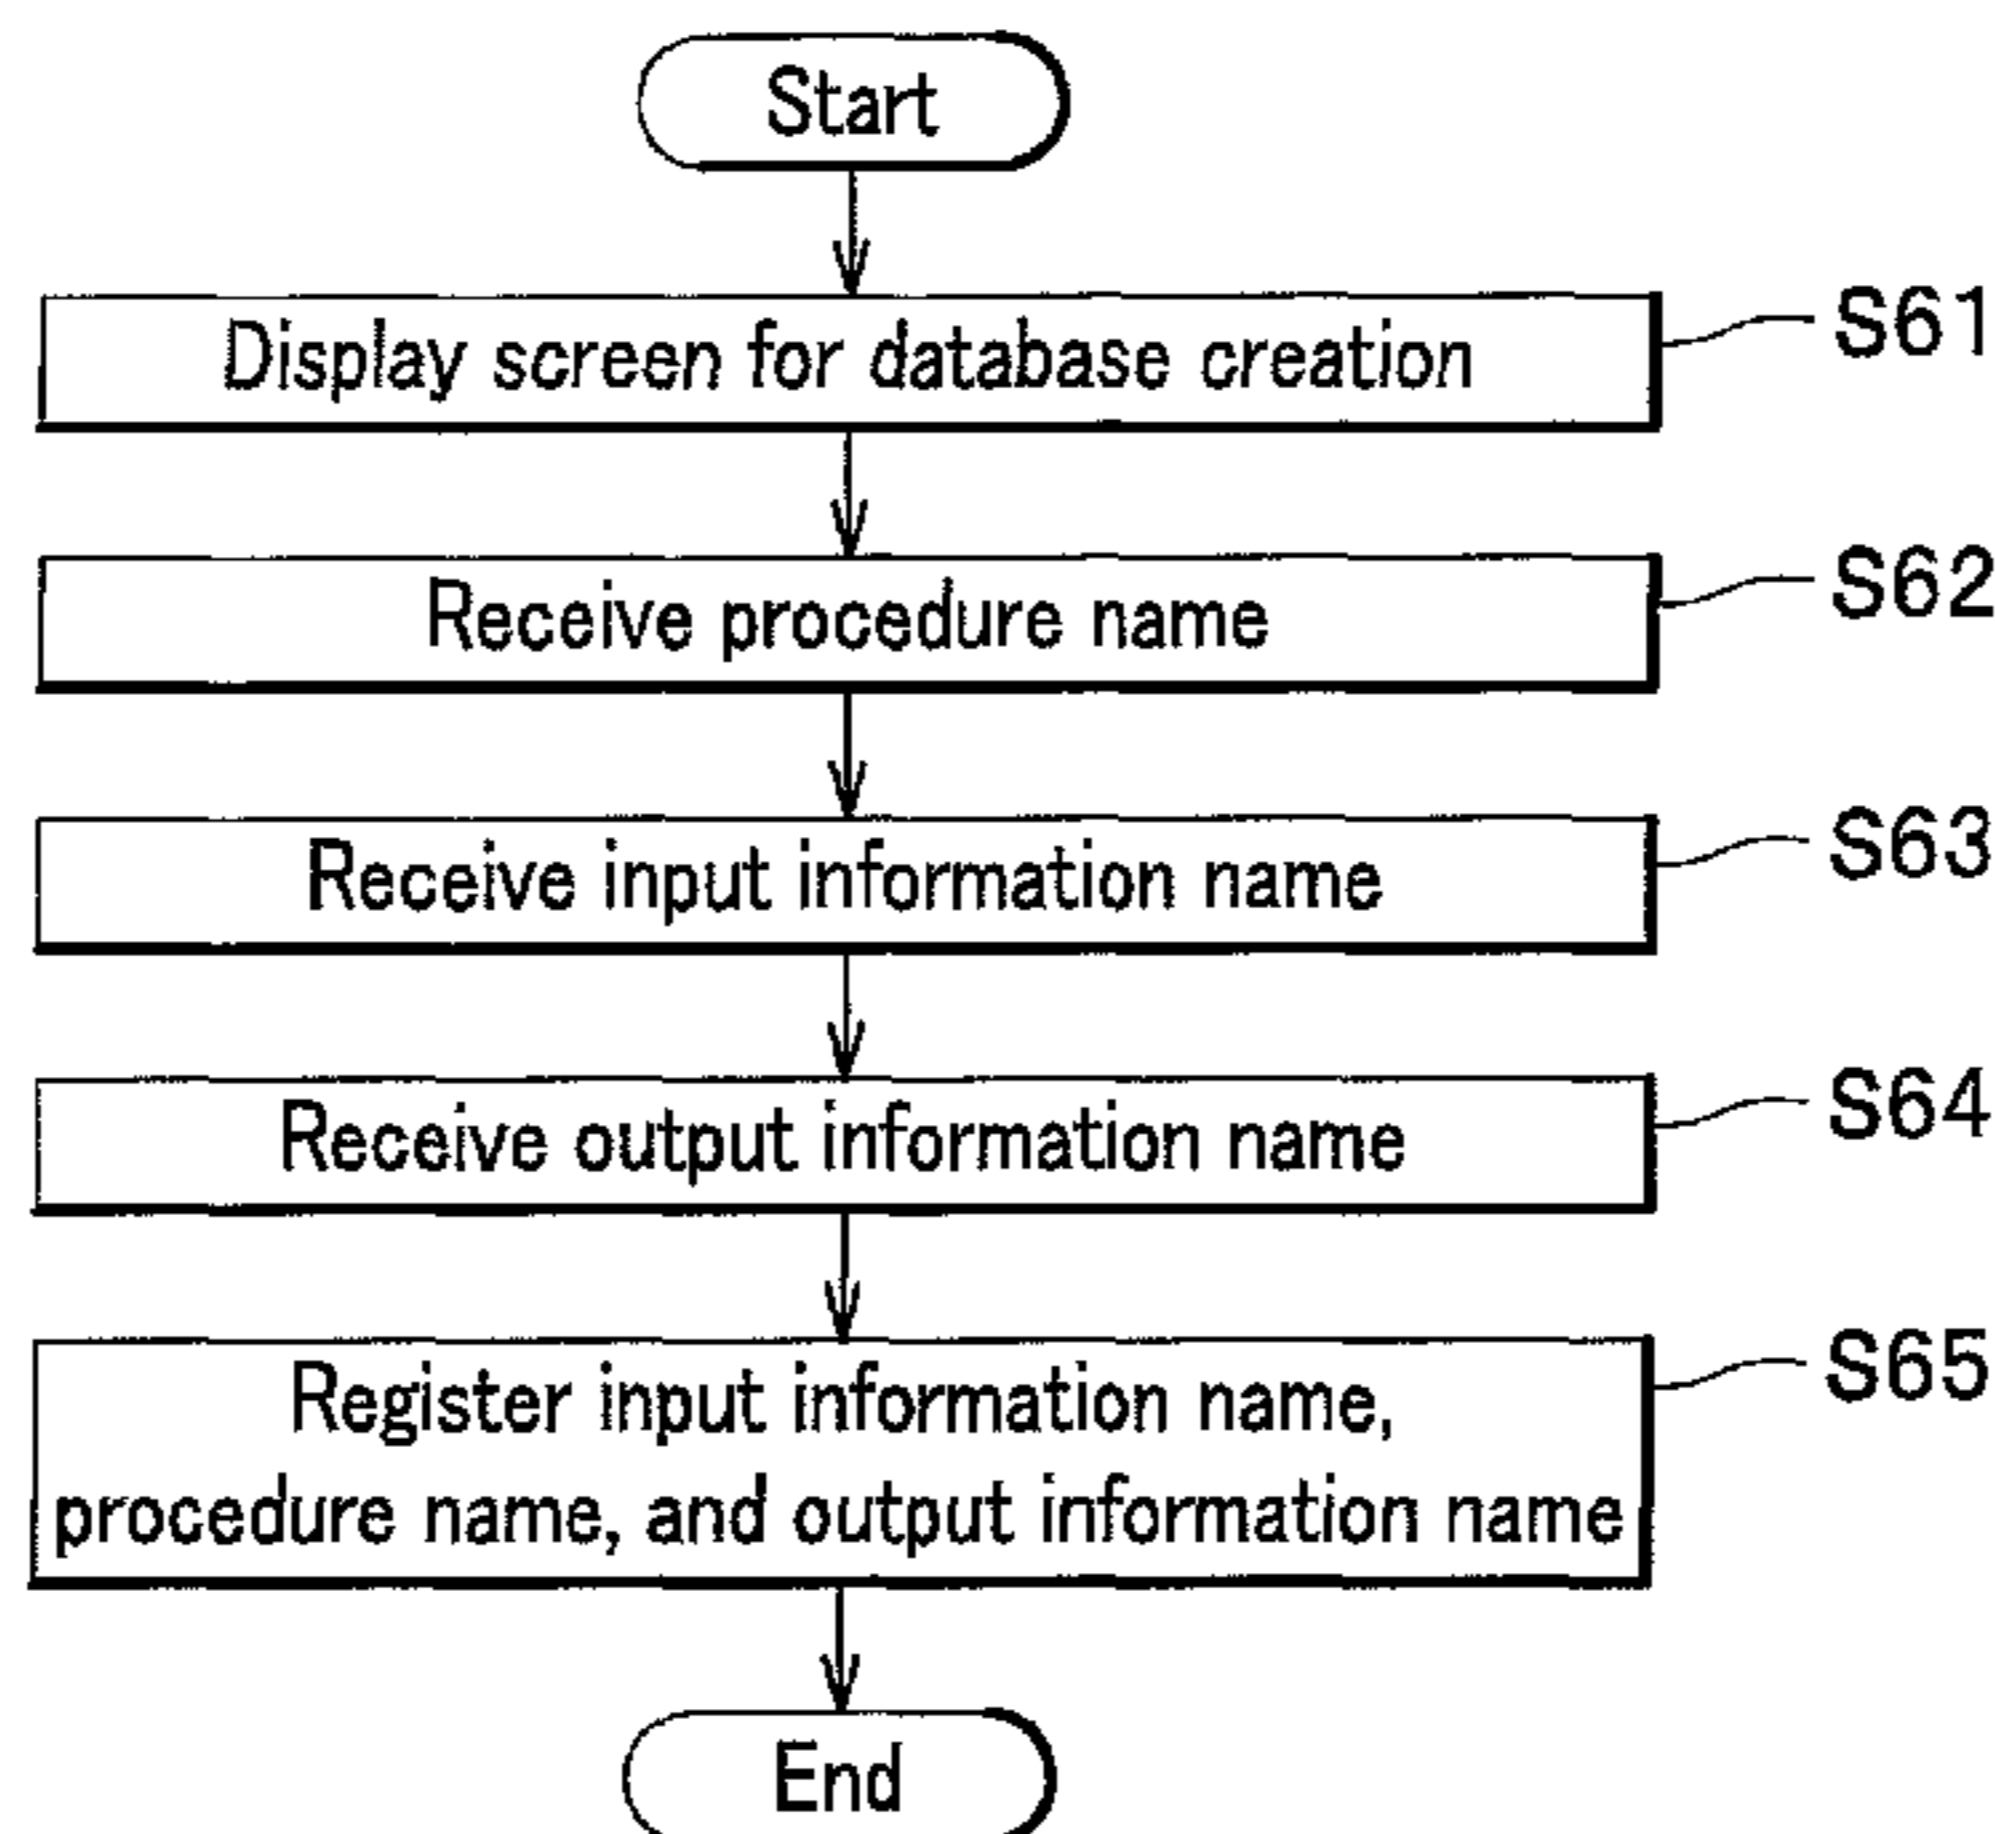 Start
Display screen for database creation
S61
Receive procedure name
S62
Receive input information name
S63
Receive output information name
S64
Register input information name,
procedure name, and output information name
S65
End